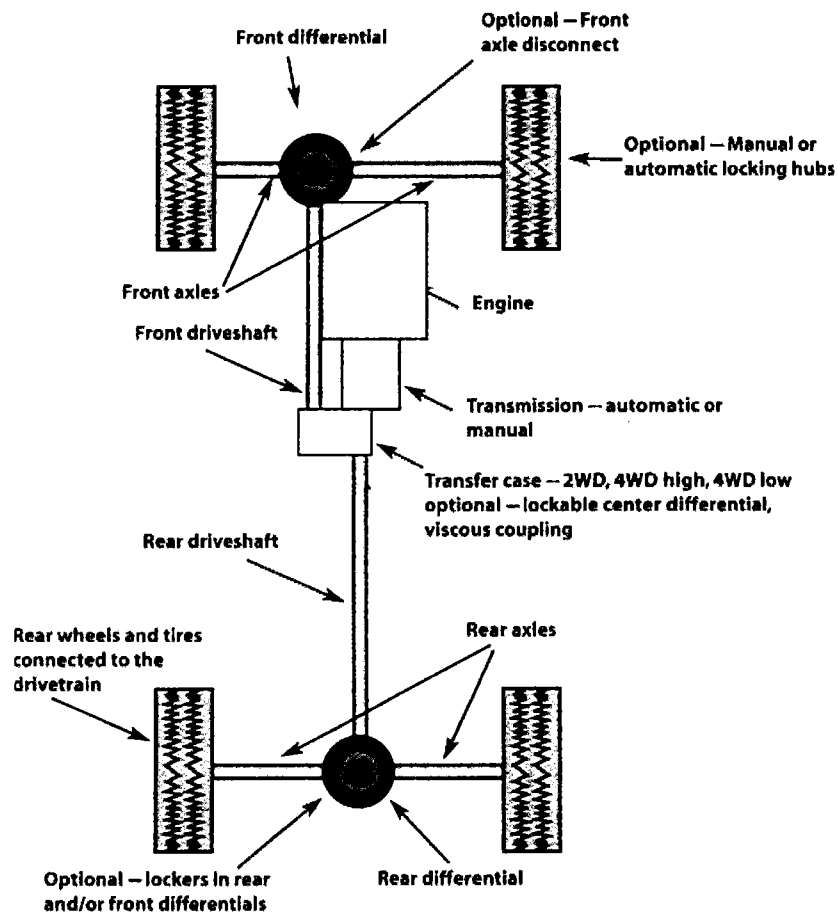 Front differential
Optional – Front
axle disconnect
Optional – Manual or
automatic locking hubs
Front axles
Engine
Front driveshaft
Transmission – automatic or
manual
Transfer case – 2WD, 4WD high, 4WD low
optional – lockable center differential,
viscous coupling
Rear driveshaft
Rear wheels and tires
connected to the
drivetrain
Rear axles
Optional – lockers in rear
and/or front differentials
Rear differential